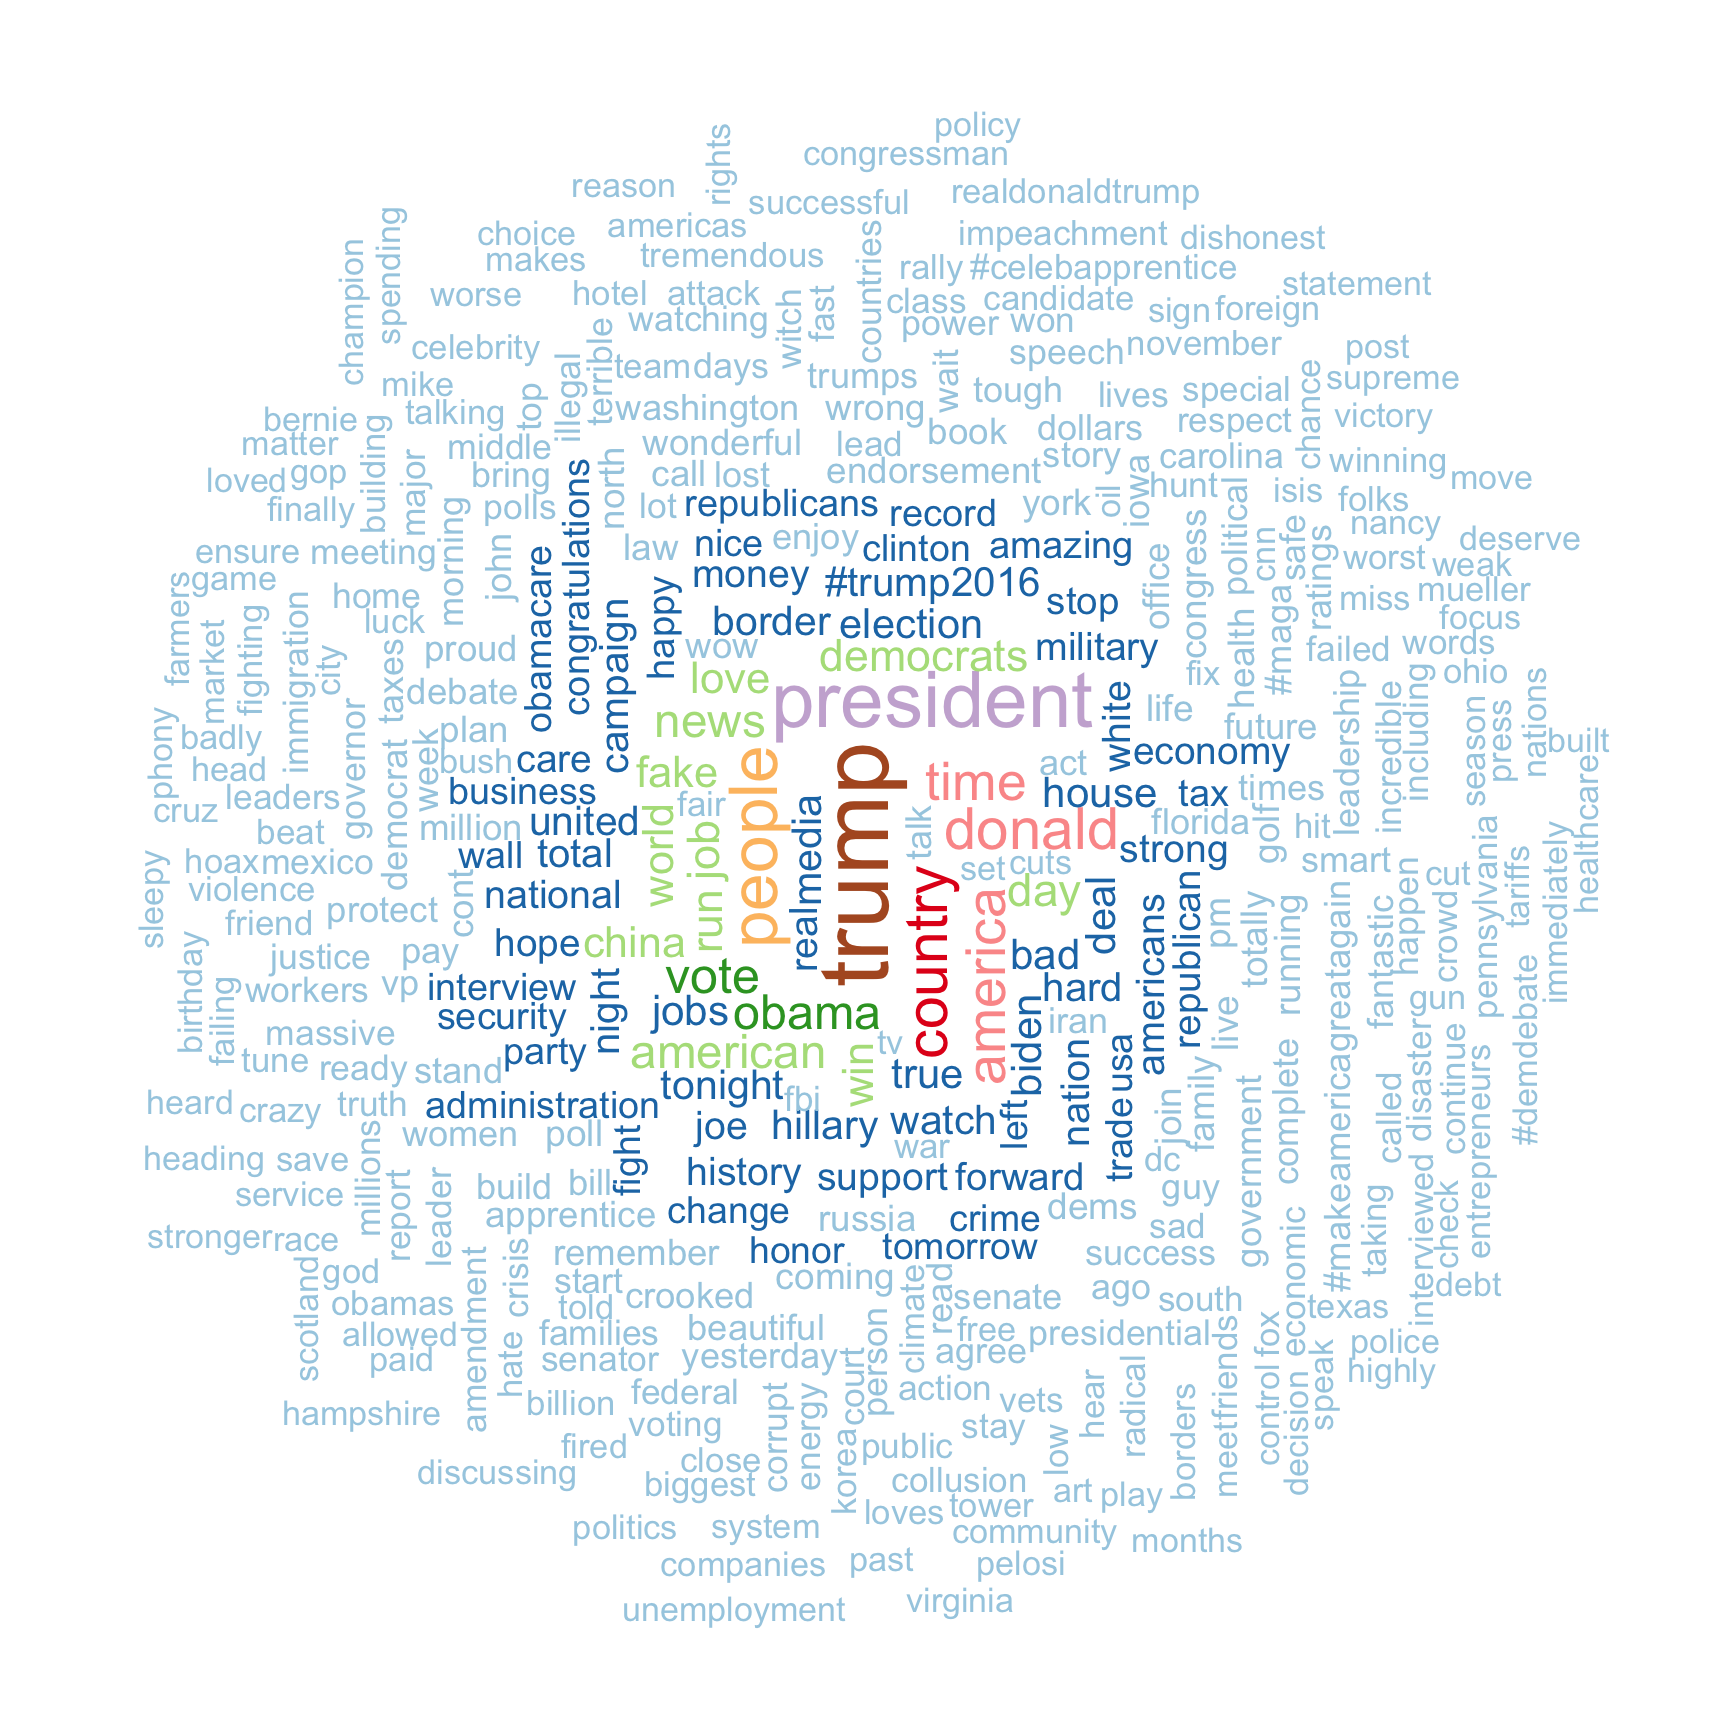 policy
congressman
rights
reason
successful
realdonaldtrump
americas
choice
impeachment
dishonest
makes
tremendous
countries
rally
#celebapprentice
statement
spending
champion
worse
hotel
attack
class
candidate
sign
foreign
watching
witch
fast
power
won
celebrity
terrible
illegal
team
days
trumps
wait
speech
november
post
mike
tough
lives
special
supreme
bernie
talking
top
washington
wrong
book
dollars
respect
chance
victory
matter
building
middle
wonderful
lead
story
carolina
winning
loved
gop
major
bring
call
lost
endorsement
iowa
hunt
isis
folks
move
finally
polls
north
congratulations
lot
republicans
record
york
oil
political
nancy
deserve
ensure
meeting
morning
john
obamacare
law
nice
enjoy
clinton
amazing
office
congress
cnn
safe
ratings
worst
weak
farmers
game
home
money
#trump2016
stop
health
#maga
miss
mueller
luck
happy
border
election
focus
market
fighting
immigration
city
proud
campaign
wow
democrats
military
fix
failed
words
taxes
debate
love
president
white
life
leadership
incredible
including
ohio
phony
badly
governor
democrat
plan
news
future
season
press
nations
built
head
week
bush
care
fake
people
trump
time
act
economy
cruz
leaders
business
fair
house
tax
times
healthcare
beat
million
united
world
job
realmedia
talk
donald
florida
golf
hit
hoax
mexico
wall
total
set
cuts
strong
smart
sleepy
violence
cont
national
run
country
america
day
deal
americans
republican
pm
totally
running
#makeamericagreatagain
fantastic
happen
cut
crowd
pennsylvania
tariffs
immediately
friend
protect
hope
china
bad
birthday
justice
pay
workers
vp
interview
night
vote
hard
gun
failing
massive
security
jobs
obama
biden
iran
live
disaster
continue
#demdebate
tune
ready
stand
party
american
tv
win
true
nation
trade
usa
family
complete
entrepreneurs
heard
crazy
truth
administration
tonight
fbi
left
join
government
called
women
poll
joe
hillary
watch
war
heading
save
millions
fight
dc
interviewed
check
service
report
leader
build
bill
history
support
forward
guy
taking
apprentice
change
russia
crime
dems
sad
stronger
race
remember
honor
tomorrow
success
economic
scotland
god
amendment
crisis
start
coming
climate
read
senate
ago
south
texas
debt
obamas
told
crooked
allowed
families
beautiful
person
free
presidential
friends
fox
police
paid
hate
senator
yesterday
court
agree
highly
federal
action
vets
hear
radical
borders
meet
control
decision
speak
hampshire
billion
voting
corrupt
energy
korea
stay
low
fired
close
public
discussing
biggest
collusion
art
play
loves
tower
politics
system
community
months
companies
past
pelosi
unemployment
virginia